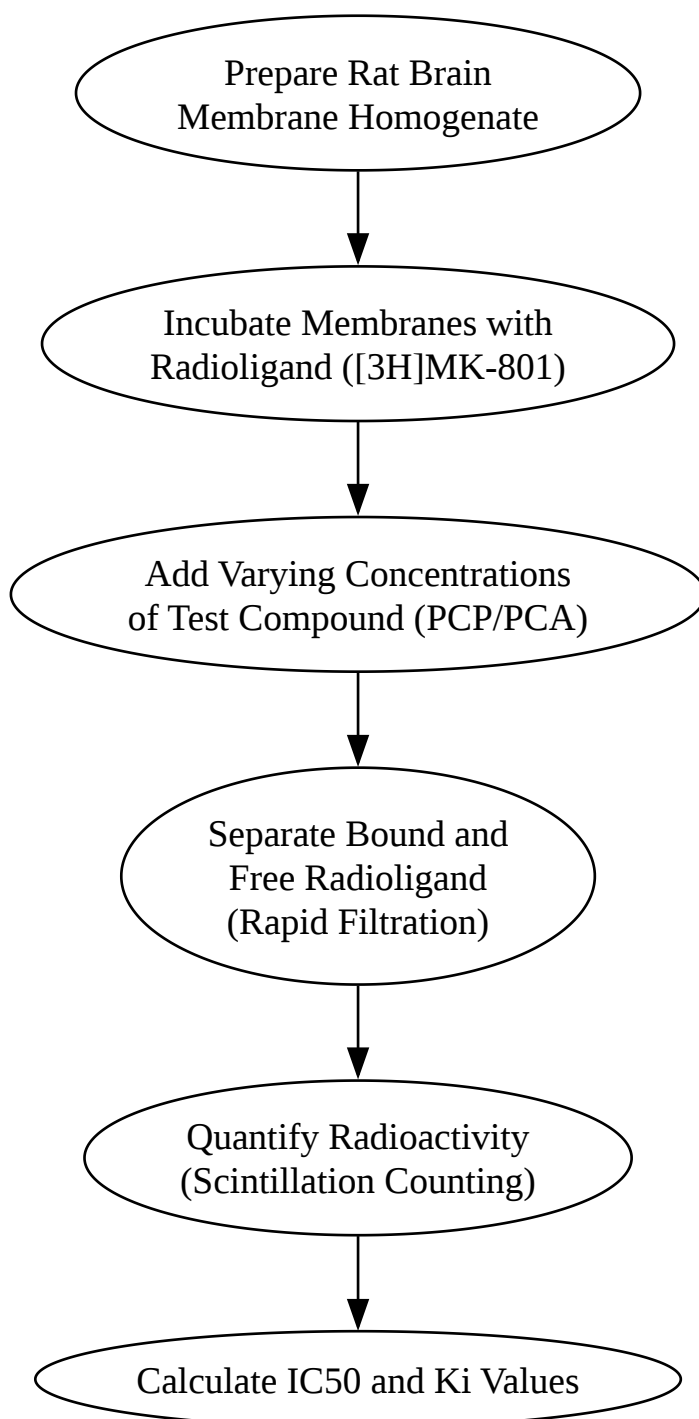 Prepare Rat Brain
Membrane Homogenate
Incubate Membranes with
Radioligand ([3H]MK-801)
Add Varying Concentrations
of Test Compound (PCP/PCA)
Separate Bound and
Free Radioligand
(Rapid Filtration)
Quantify Radioactivity
(Scintillation Counting)
Calculate IC50 and Ki Values